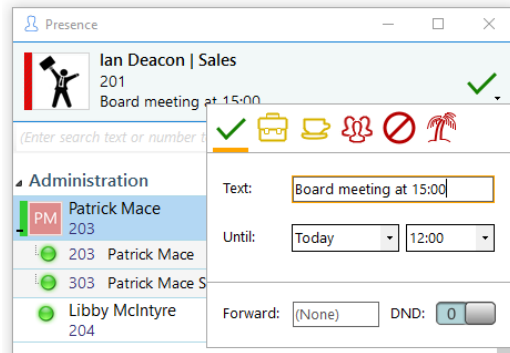 Presence
Ian Deacon | Sales
201
Board meeting at 15:00
(Enter search text or number t
Text: Board meeting at 15:00
Until: Today 12:00
Forward: (None) DND: 0
Administration
PM Patrick Mace
203
203 Patrick Mace
303 Patrick Mace S
Libby McIntyre
204